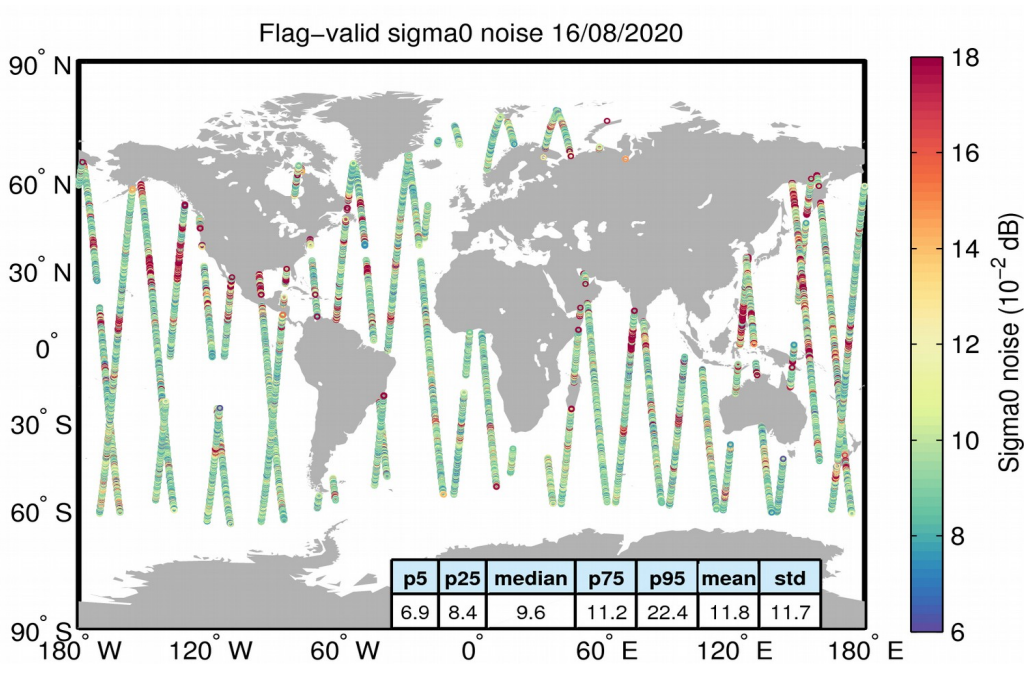 Flag−valid sigma0 noise 16/08/2020
90° N
60° N
30° N
0°
30° S
60° S
90° S
180° W
120° W
60° W
0°
60° E
120° E
180° E
p5 p25 median p75 p95 mean std
6.9 8.4 9.6 11.2 22.4 11.8 11.7
18
16
14
12
10
8
6
Sigma0 noise (10⁻² dB)